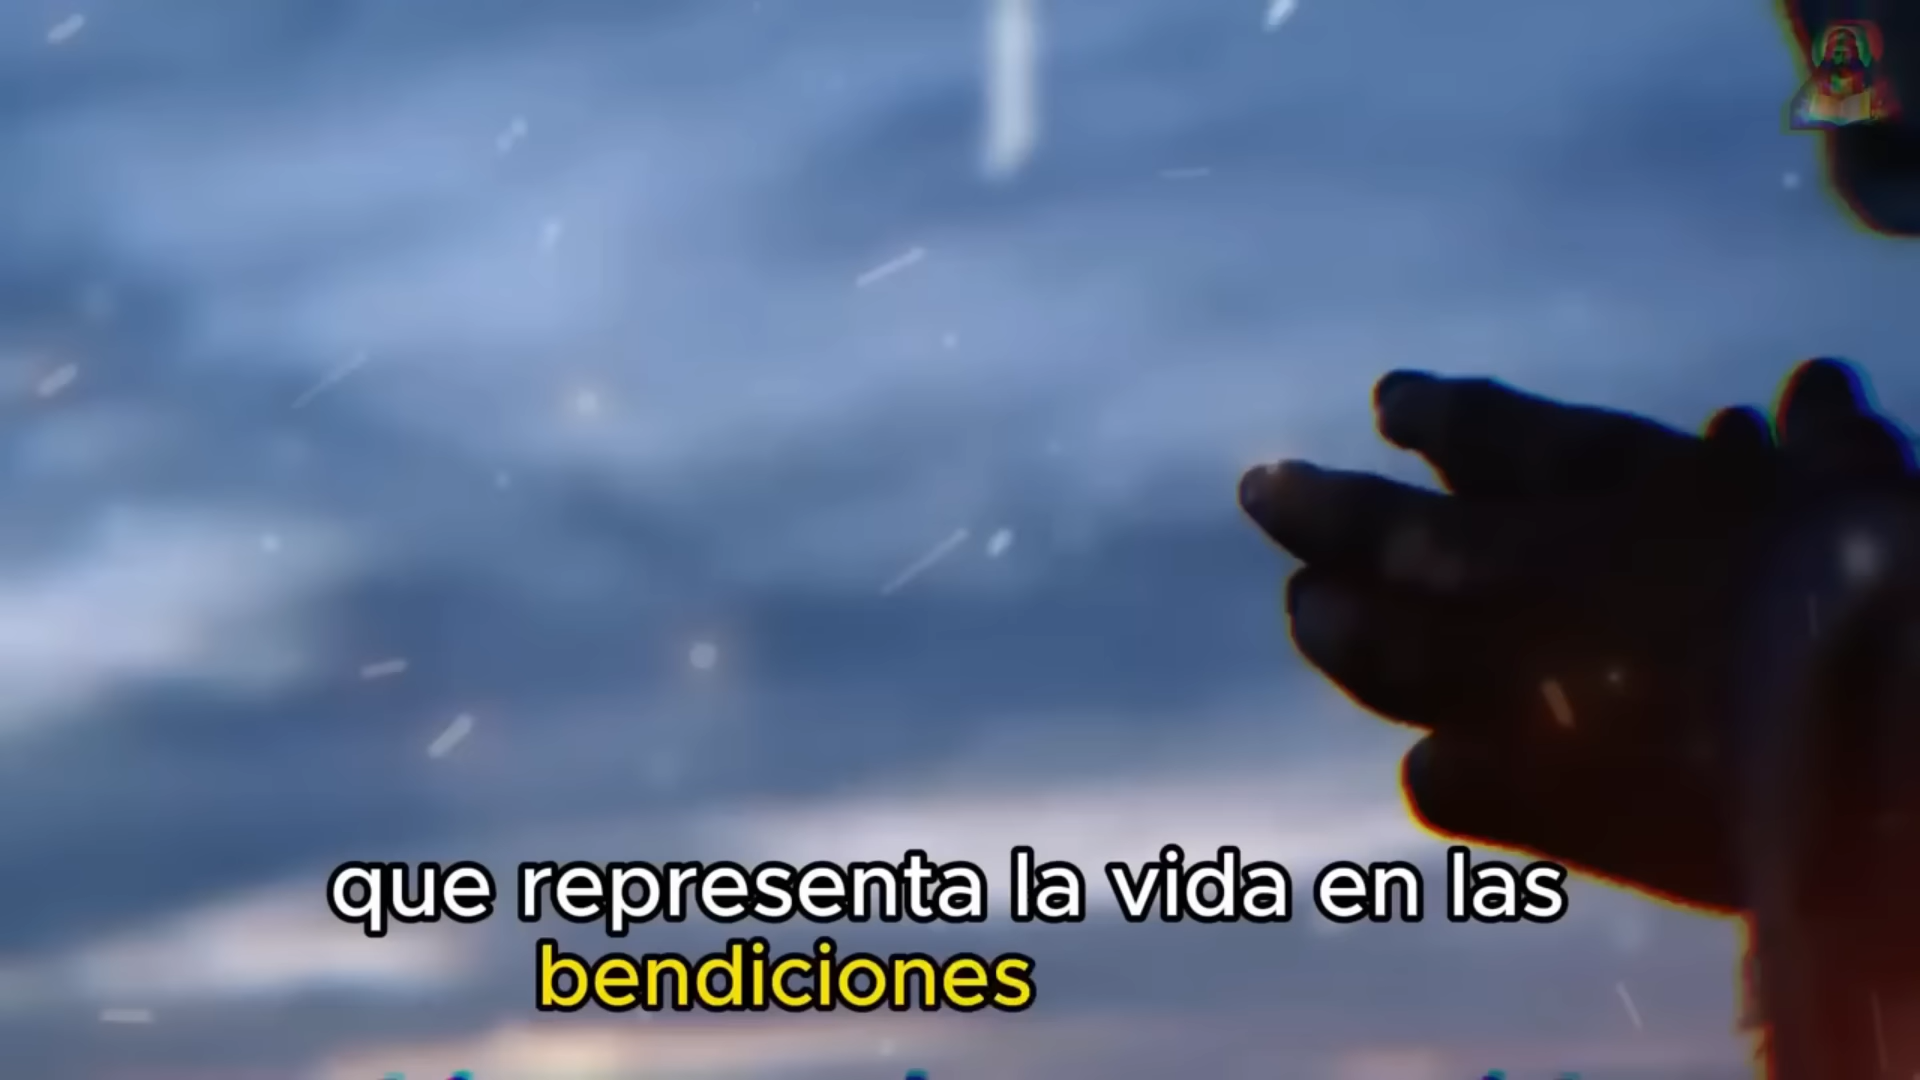 que representa la vida en las
bendiciones